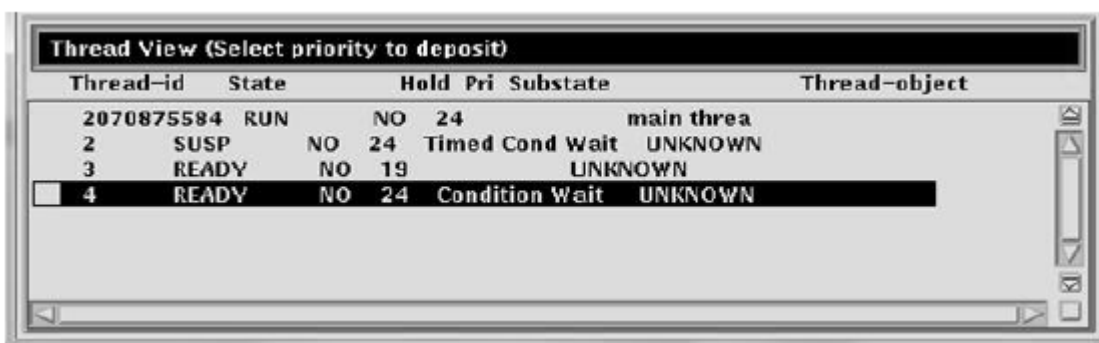 Thread View (Select priority to deposit)
Thread-id State Hold Pri Substate Thread-object
2070875584 RUN NO 24 main threa
2 SUSP NO 24 Timed Cond Wait UNKNOWN
3 READY NO 19 UNKNOWN
4 READY NO 24 Condition Wait UNKNOWN